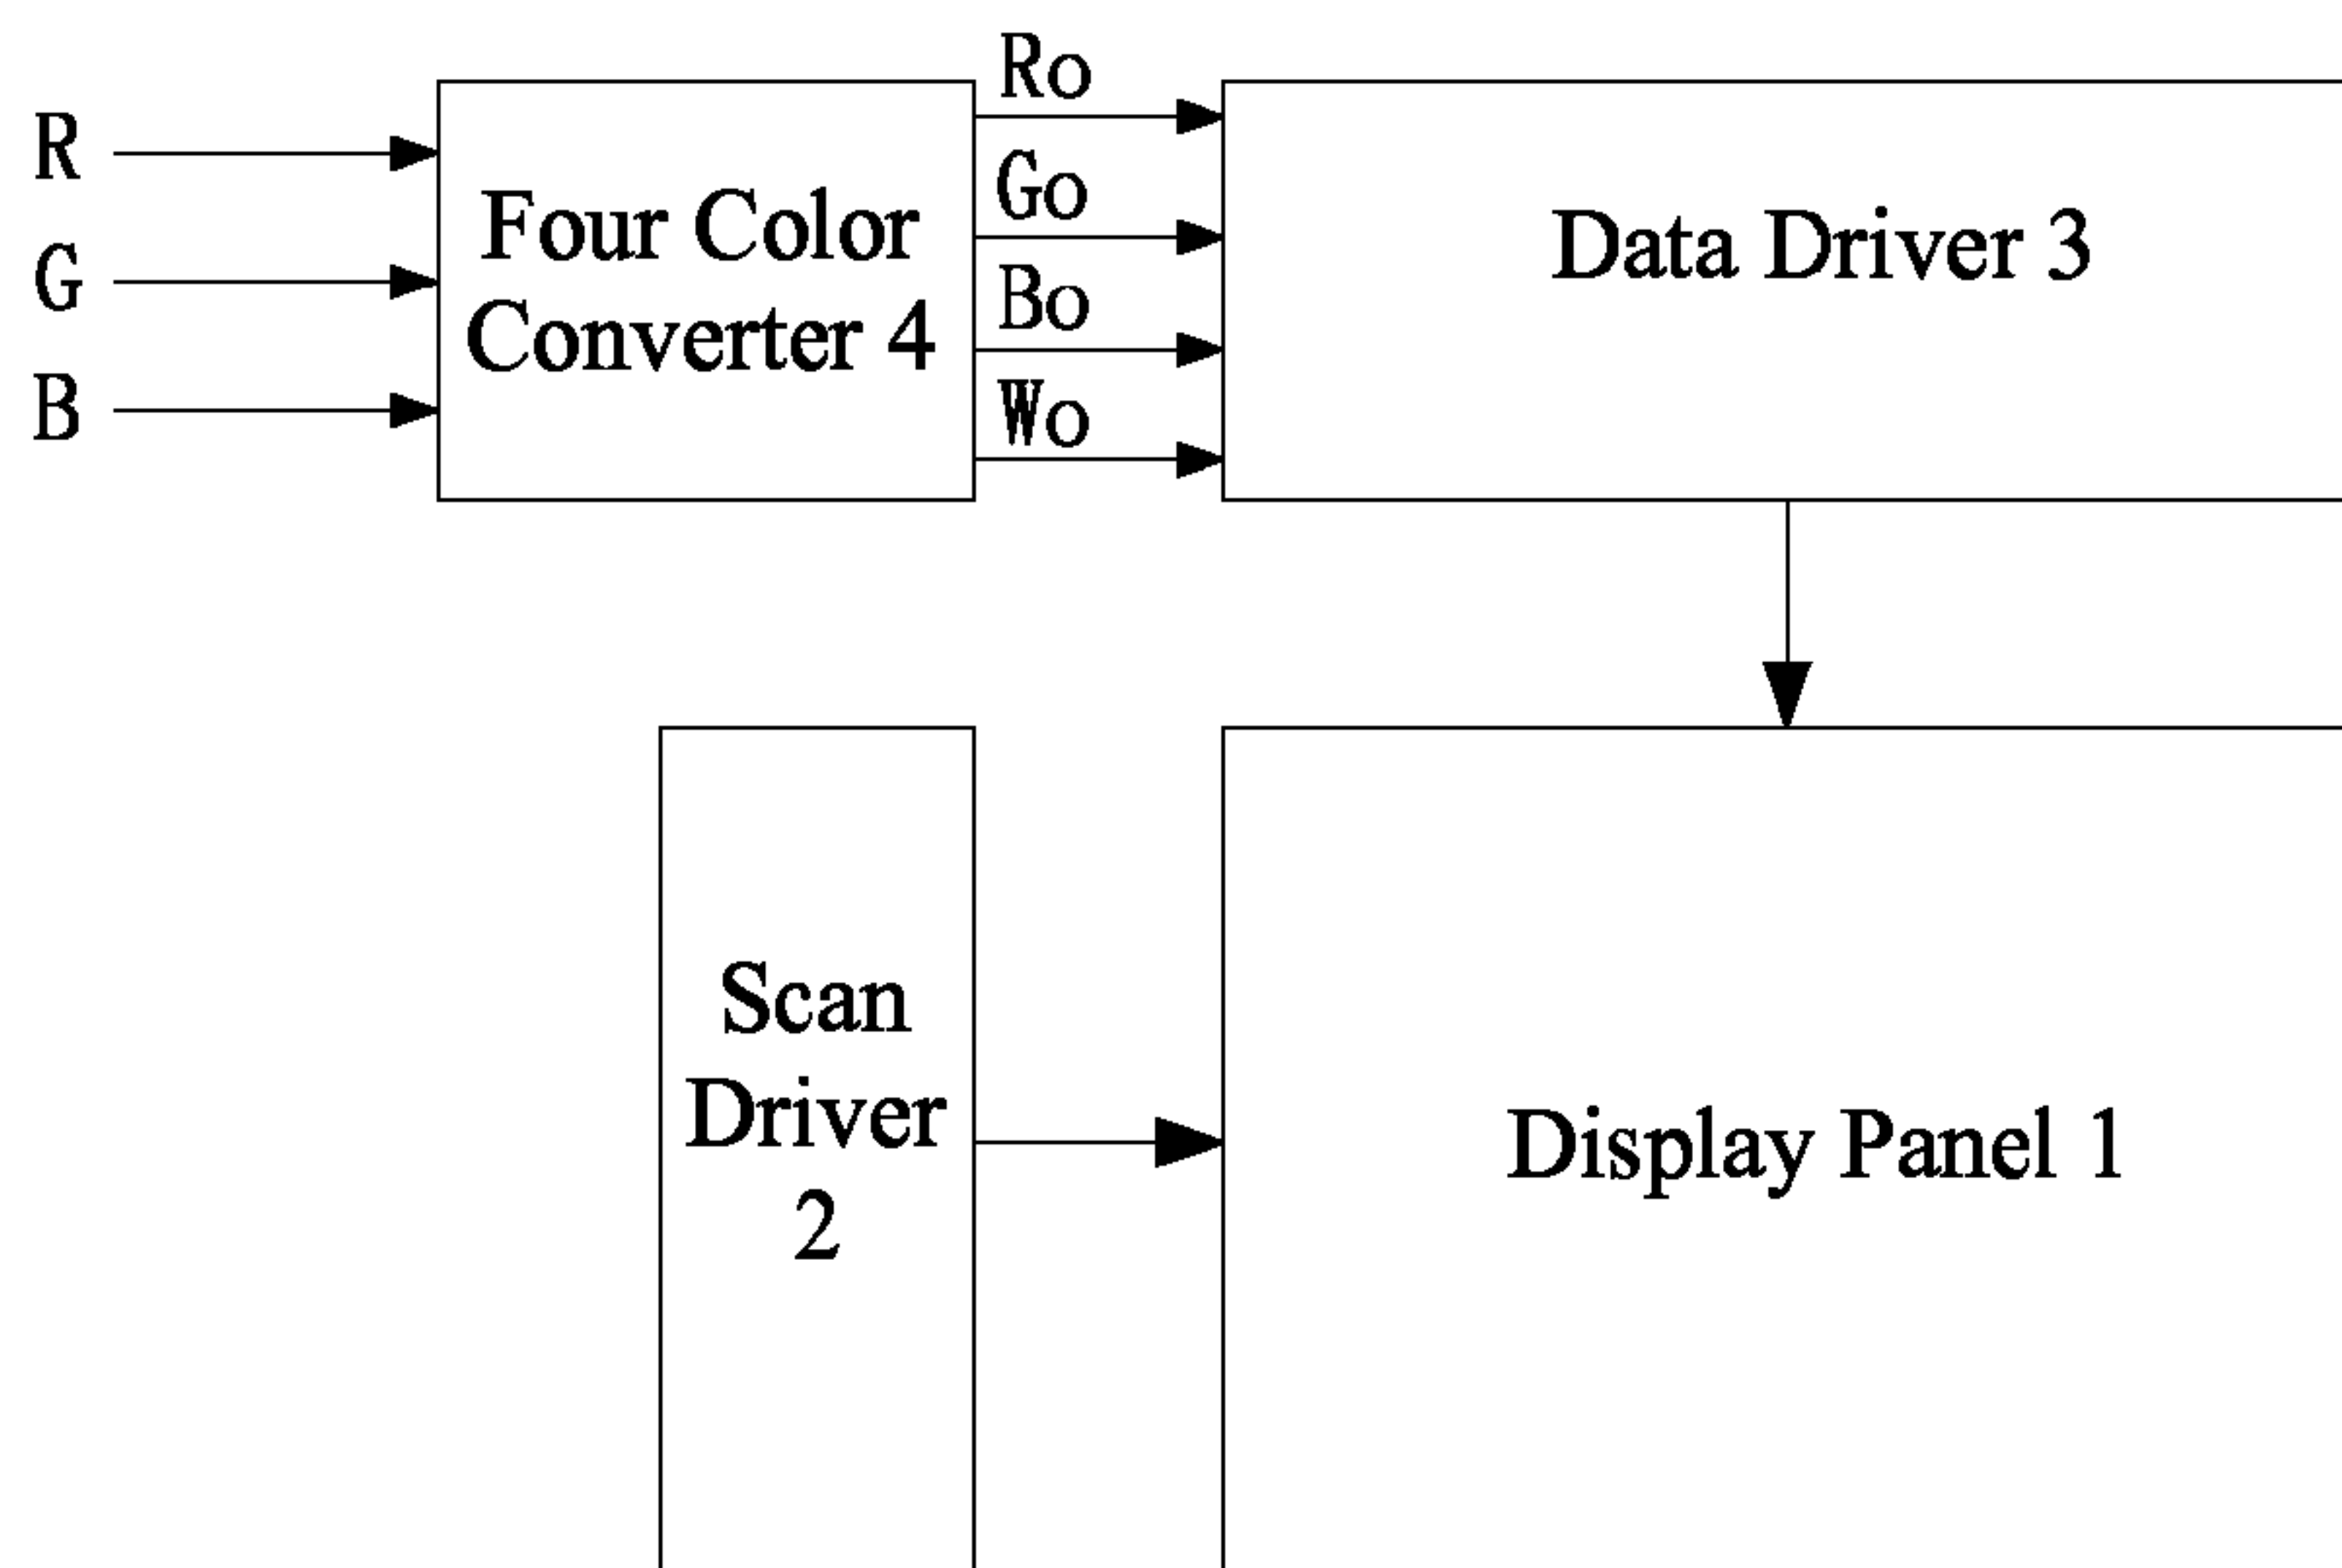 R
G
B
Four Color
Converter 4
Ro
Go
Bo
Wo
Data Driver 3
Scan
Driver
2
Display Panel 1